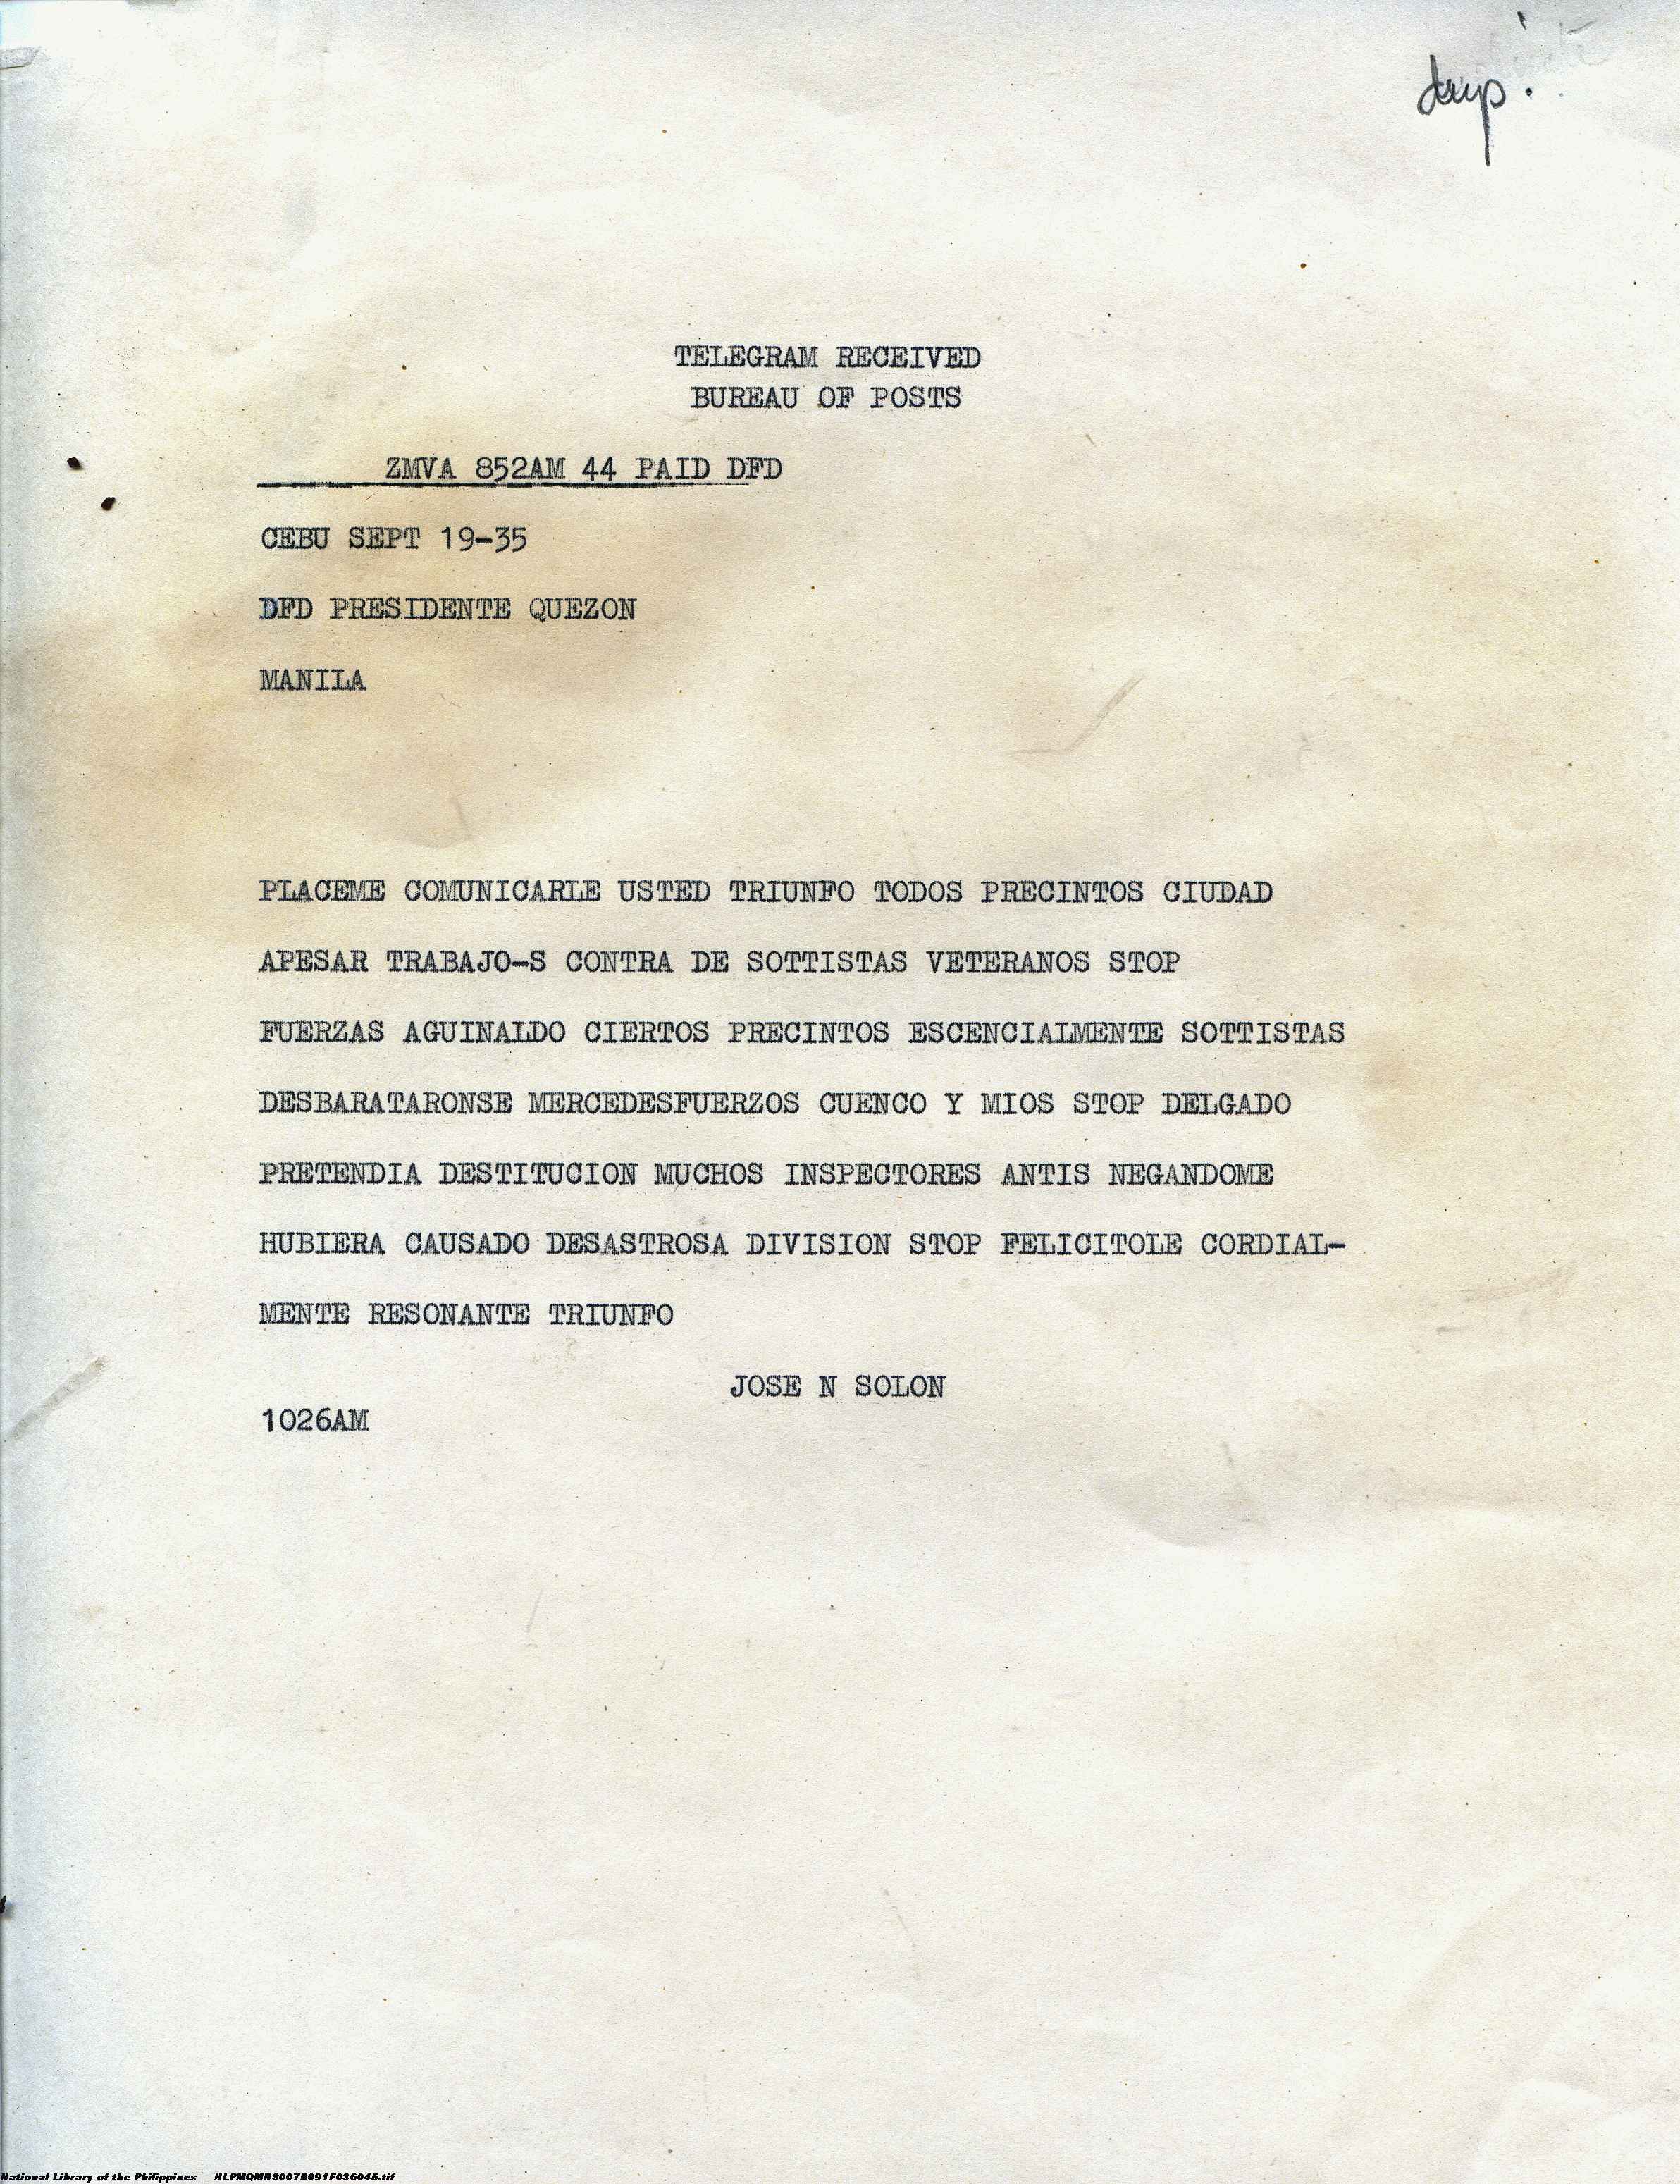 TELEGRAM RECEIVED
BUREAU OF POSTS
ZMVA 852AM 44 PAID DFD
CEBU SEPT 19-35
DFD PRESIDENTE QUEZON
MANILA
PLACEME COMUNICARLE USTED TRIUNFO TODOS PRECINTOS CIUDAD
APESAR TRABAJO-S CONTRA DE SOTTISTAS VETERANOS STOP
FUERZAS AGUINALDO CIERTOS PRECINTOS ESCENCIALMENTE SOTTISTAS
DESBARATARONSE MERCEDESFUERZOS CUENCO Y MIOS STOP DELGADO
PRETENDIA DESTITUCION MUCHOS INSPECTORES ANTIS NEGANDOME
HUBIERA CAUSADO DESASTROSA DIVISION STOP FELICITOLE CORDIAL-
MENTE RESONANTE TRIUNFO
JOSE N SOLON
1026AM
National Library of the Philippines NLPMQMNS007B091F036045.tif